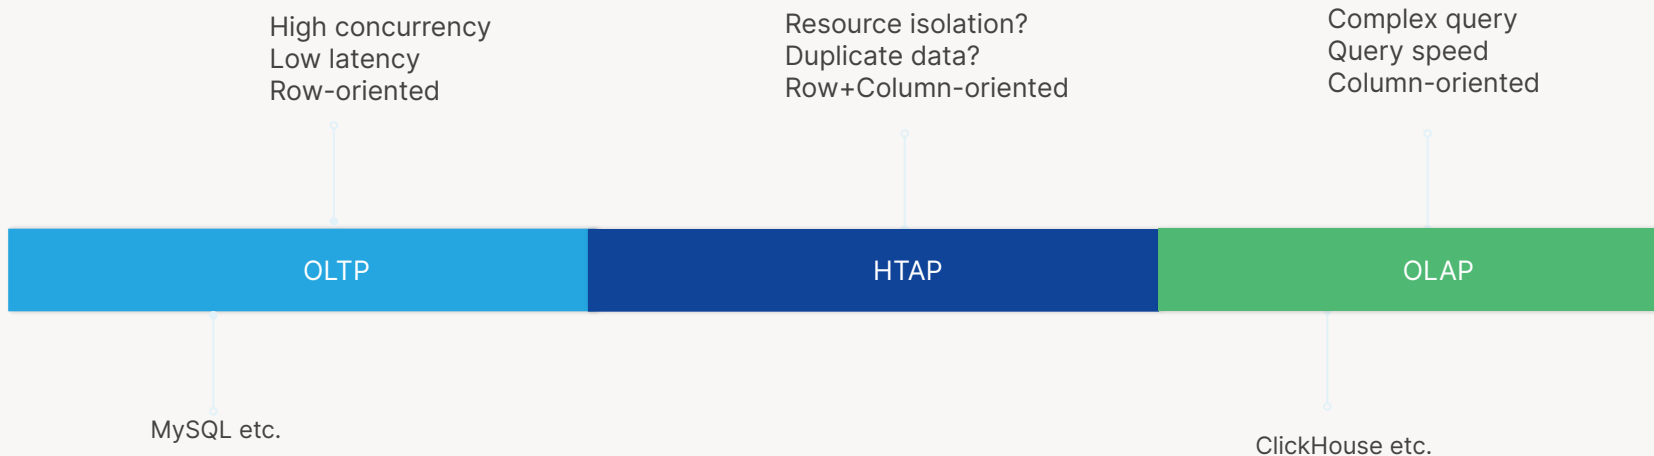 High concurrency
Low latency
Row-oriented
Resource isolation?
Duplicate data?
Row+Column-oriented
Complex query
Query speed
Column-oriented
OLTP
HTAP
OLAP
MySQL etc.
ClickHouse etc.